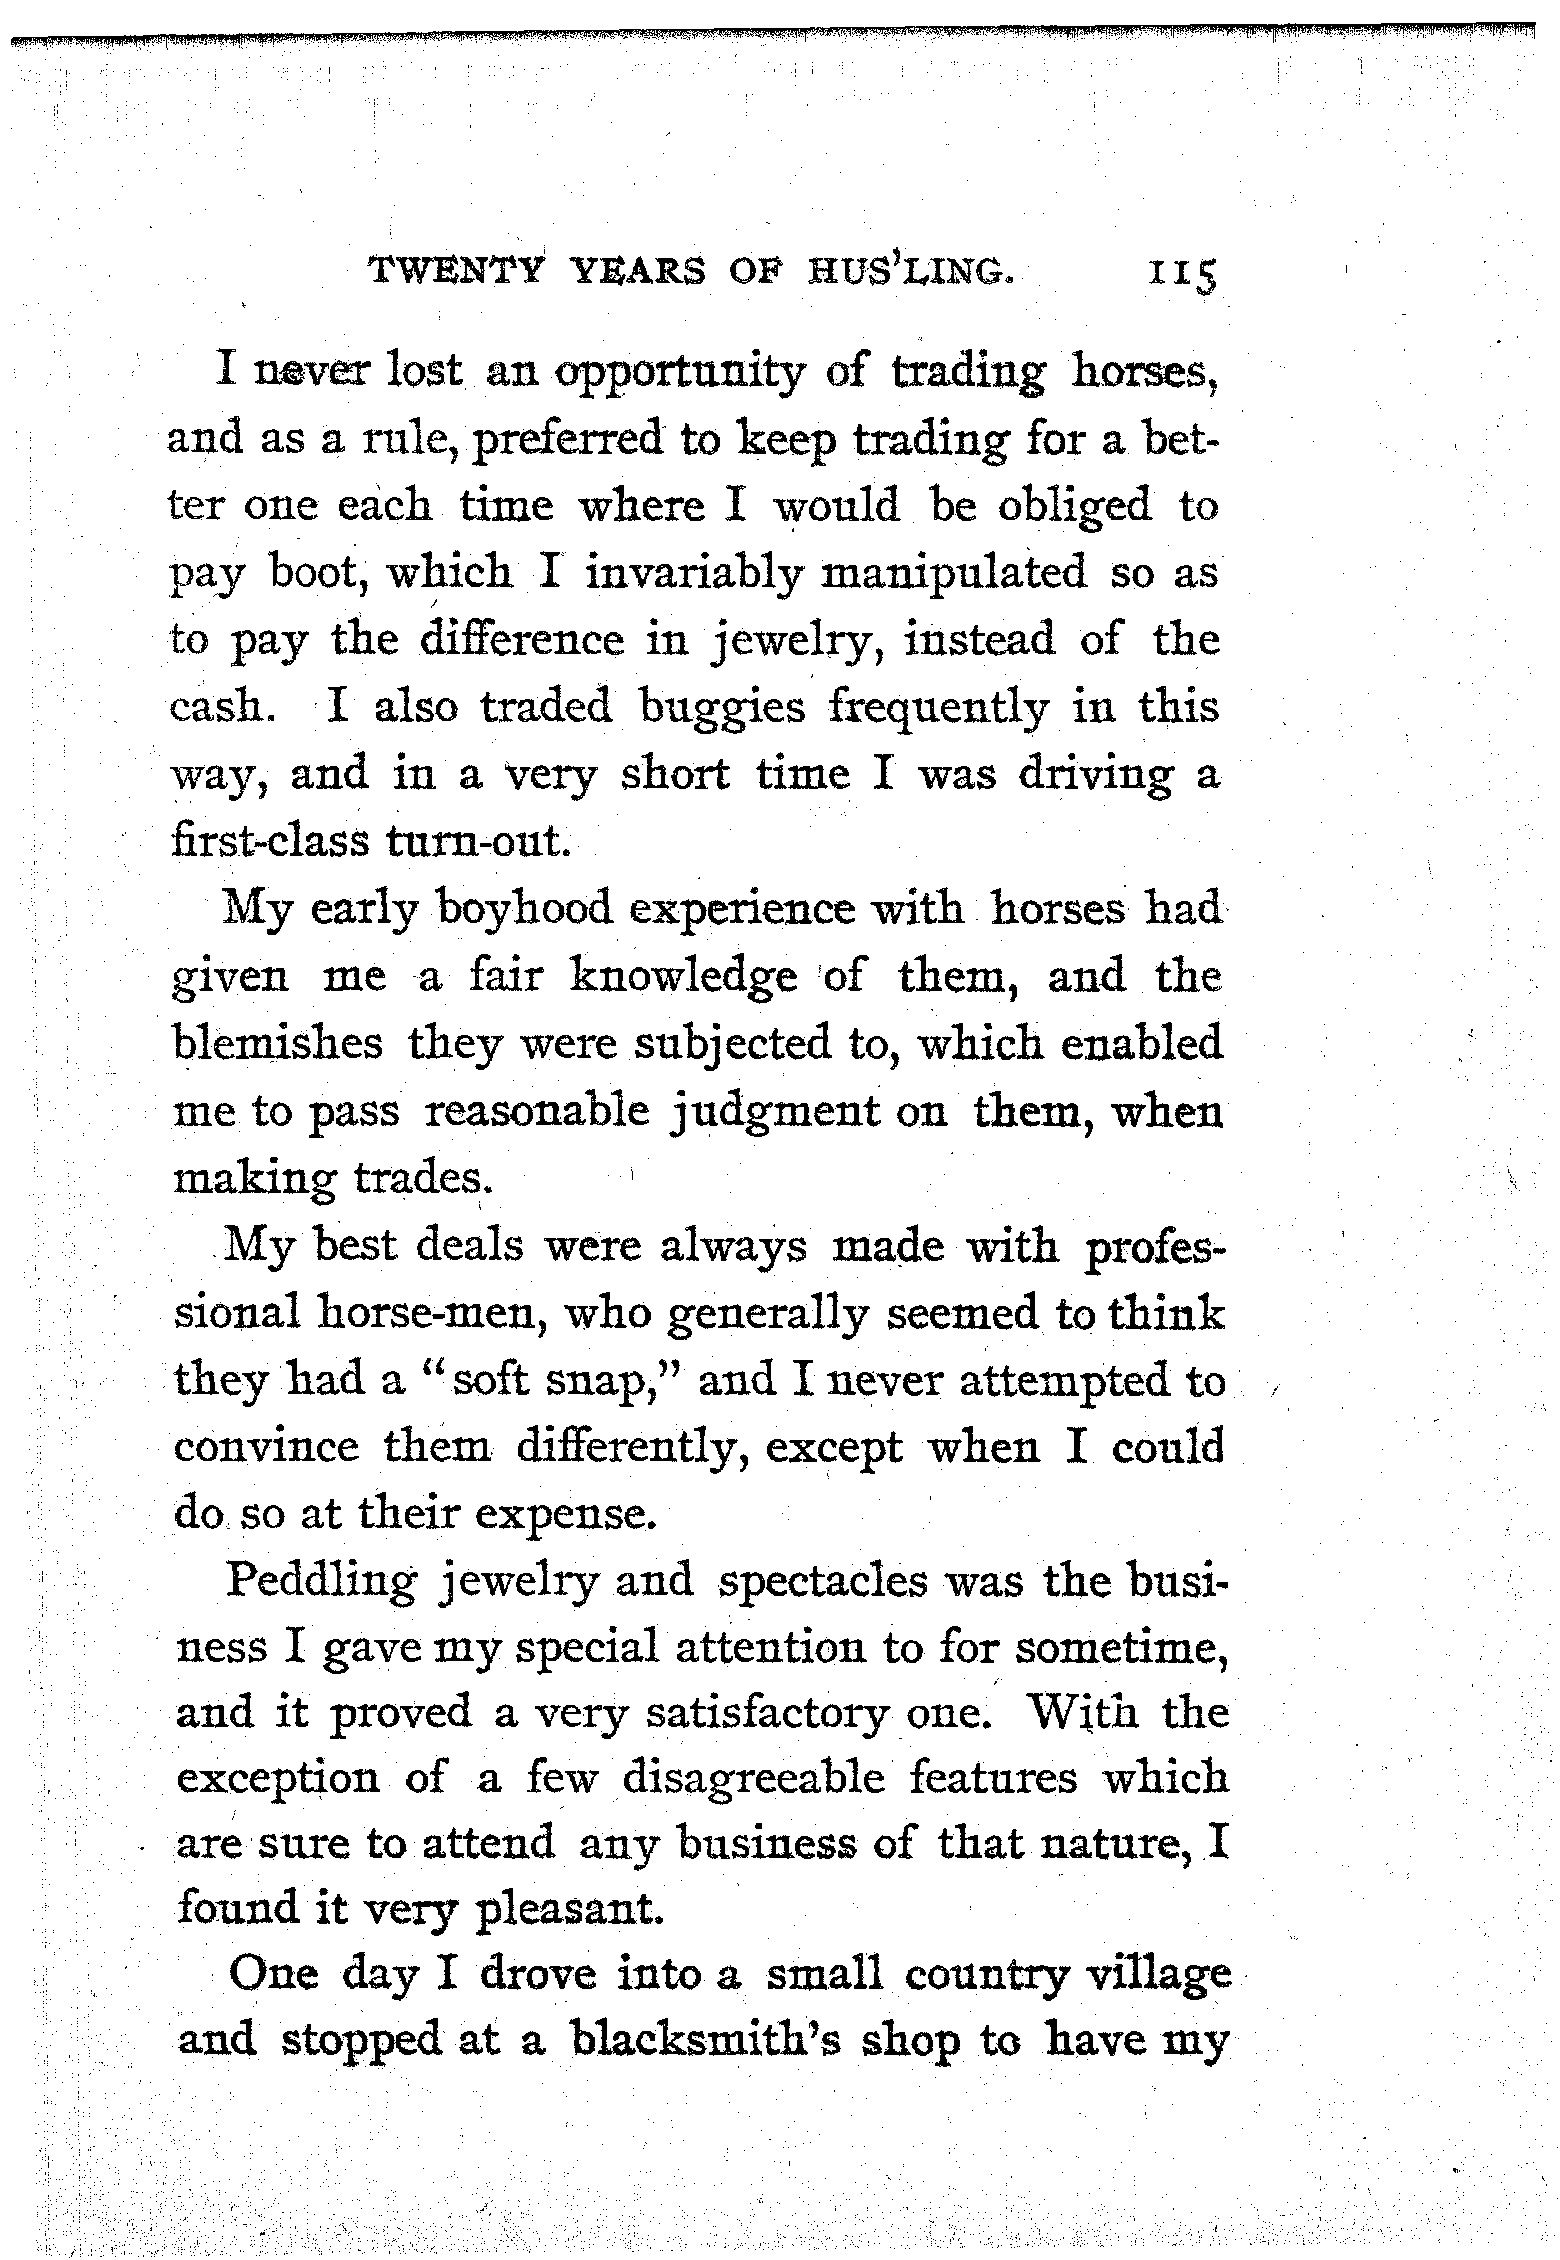 TWENTY YEARS OF HUS'LING. 115
I never lost an opportunity of trading horses,
and as a rule, preferred to keep trading for a bet-
ter one each time where I would be obliged to
pay boot, which I invariably manipulated so as
to pay the difference in jewelry, instead of the
cash. I also traded buggies frequently in this
way, and in a very short time I was driving a
first-class turn-out.
My early boyhood experience with horses had
given me a fair knowledge of them, and the
blemishes they were subjected to, which enabled
me to pass reasonable judgment on them, when
making trades.
My best deals were always made with profes-
sional horse-men, who generally seemed to think
they had a "soft snap," and I never attempted to
convince them differently, except when I could
do so at their expense.
Peddling jewelry and spectacles was the busi-
ness I gave my special attention to for sometime,
and it proved a very satisfactory one. With the
exception of a few disagreeable features which
are sure to attend any business of that nature, I
found it very pleasant.
One day I drove into a small country village
and stopped at a blacksmith's shop to have my